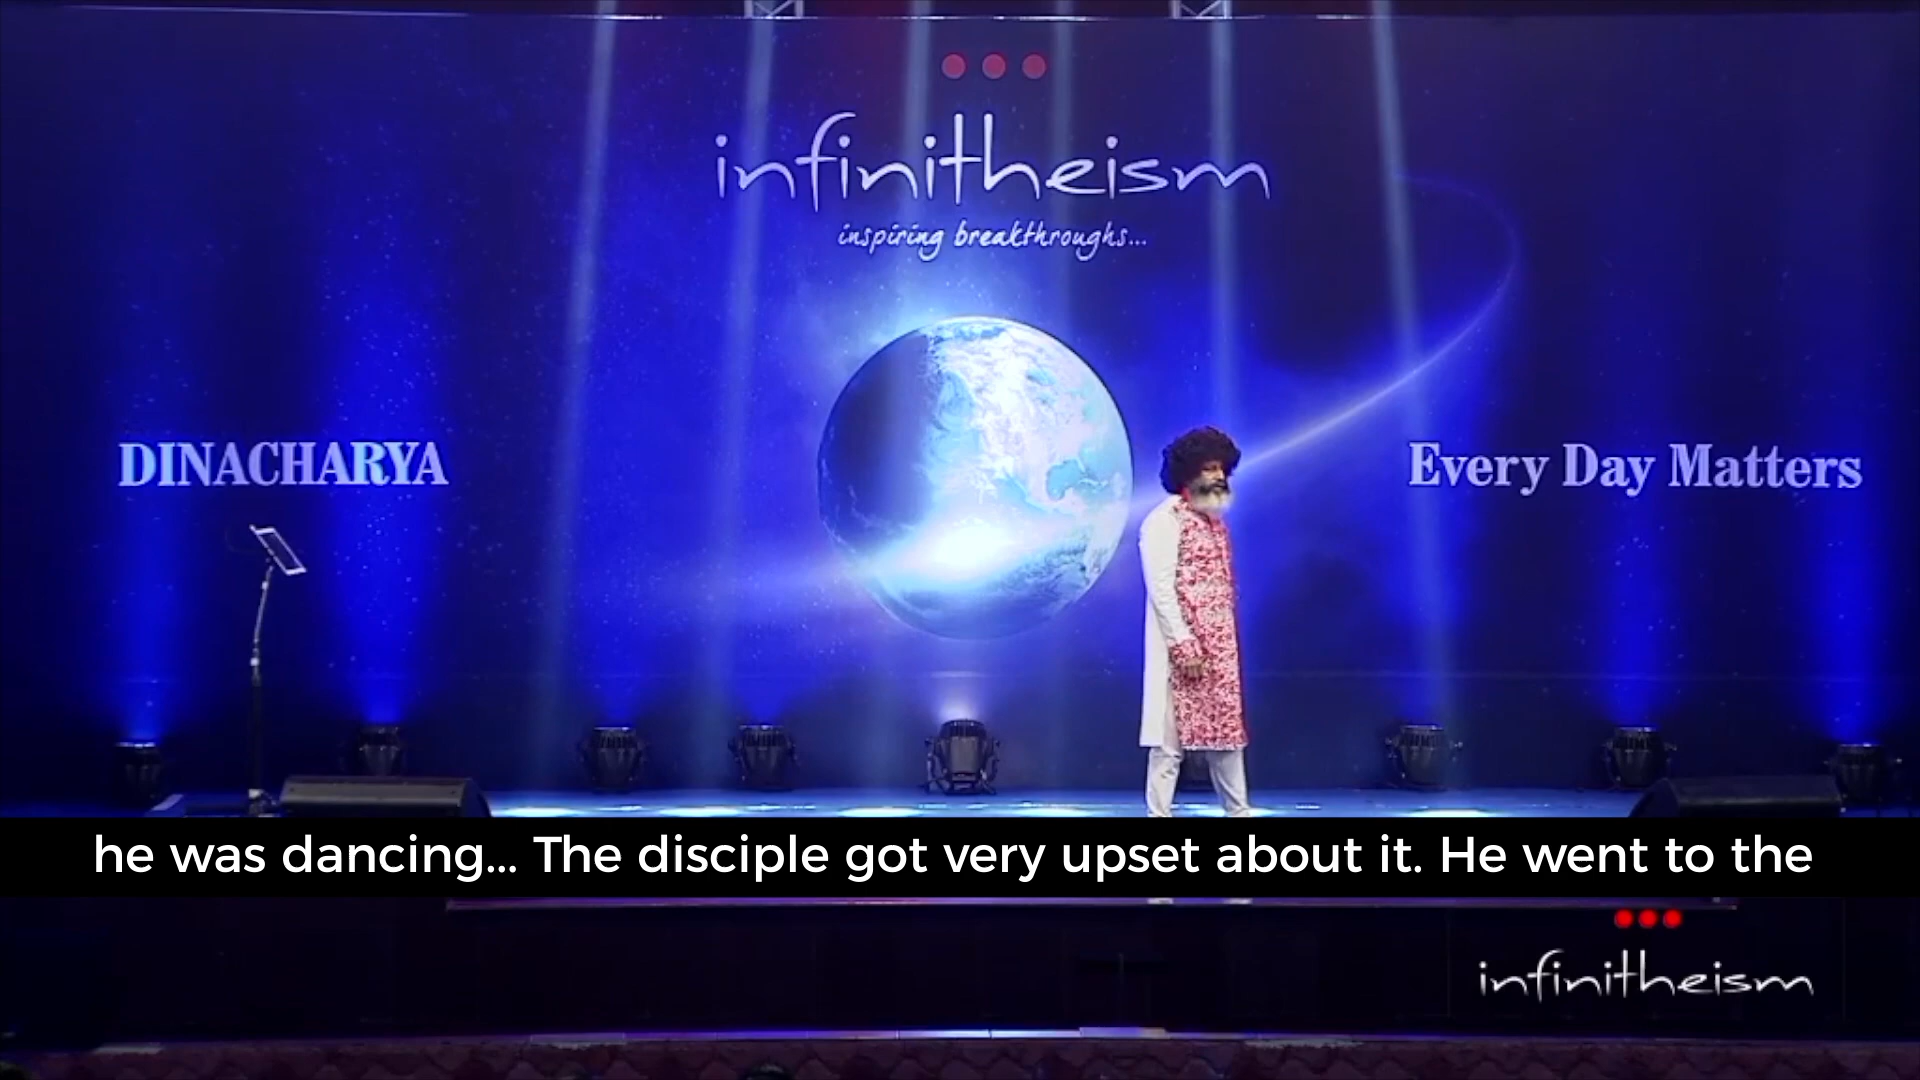 infinitheism
inspiring breakthroughs...
DINACHARYA
Every Day Matters
he was dancing... The disciple got very upset about it. He went to the
infinitheism